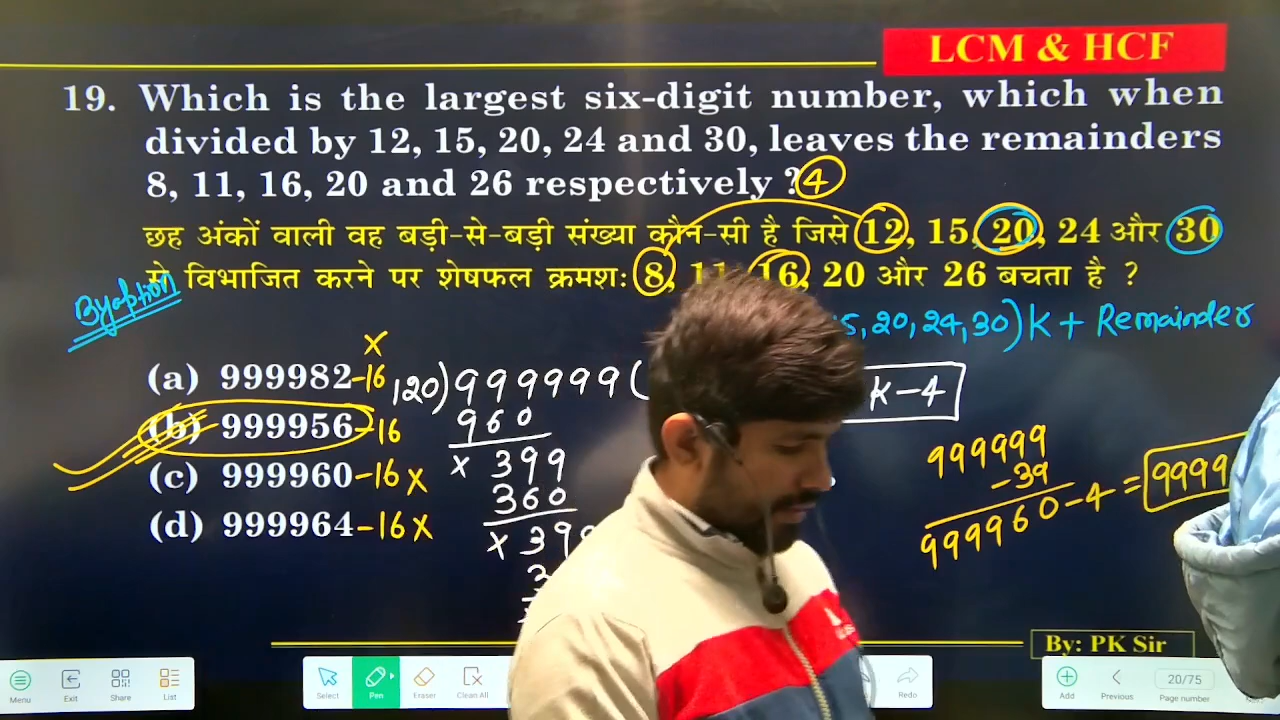 LCM & HCF
19. Which is the largest six-digit number, which when
divided by 12, 15, 20, 24 and 30, leaves the remainders
8, 11, 16, 20 and 26 respectively ? 4
छह अंकों वाली वह बड़ी-से-बड़ी संख्या कौन-सी है जिसे 12, 15, 20, 24 और 30
से विभाजित करने पर शेषफल क्रमश: 8, 11, 16, 20 और 26 बचता है ?
By option
5, 20, 24, 30) K + Remainder
x
(a) 999982 -16
(b) 999956 -16
(c) 999960 -16 x
(d) 999964 -16 x
120) 999999 (
960
x 399
360
x 39
3
K-4
999999
-39
999960 -4 = 9999
By: PK Sir
Menu
Exit
Share
List
Select
Pen
Eraser
Clean All
Redo
Add
Previous
20/75
Page number